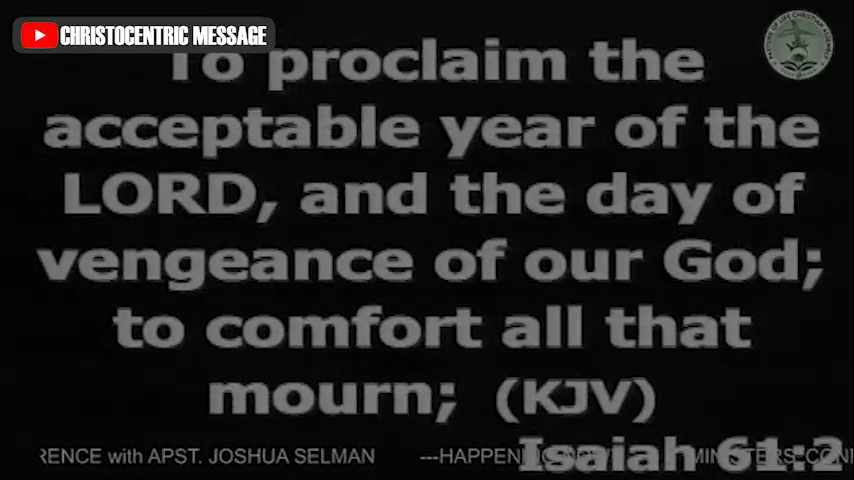 CHRISTOCENTRIC MESSAGE
To proclaim the
acceptable year of the
LORD, and the day of
vengeance of our God;
to comfort all that
mourn; (KJV)
Isaiah 61:2
RENCE with APST. JOSHUA SELMAN ---HAPPENING